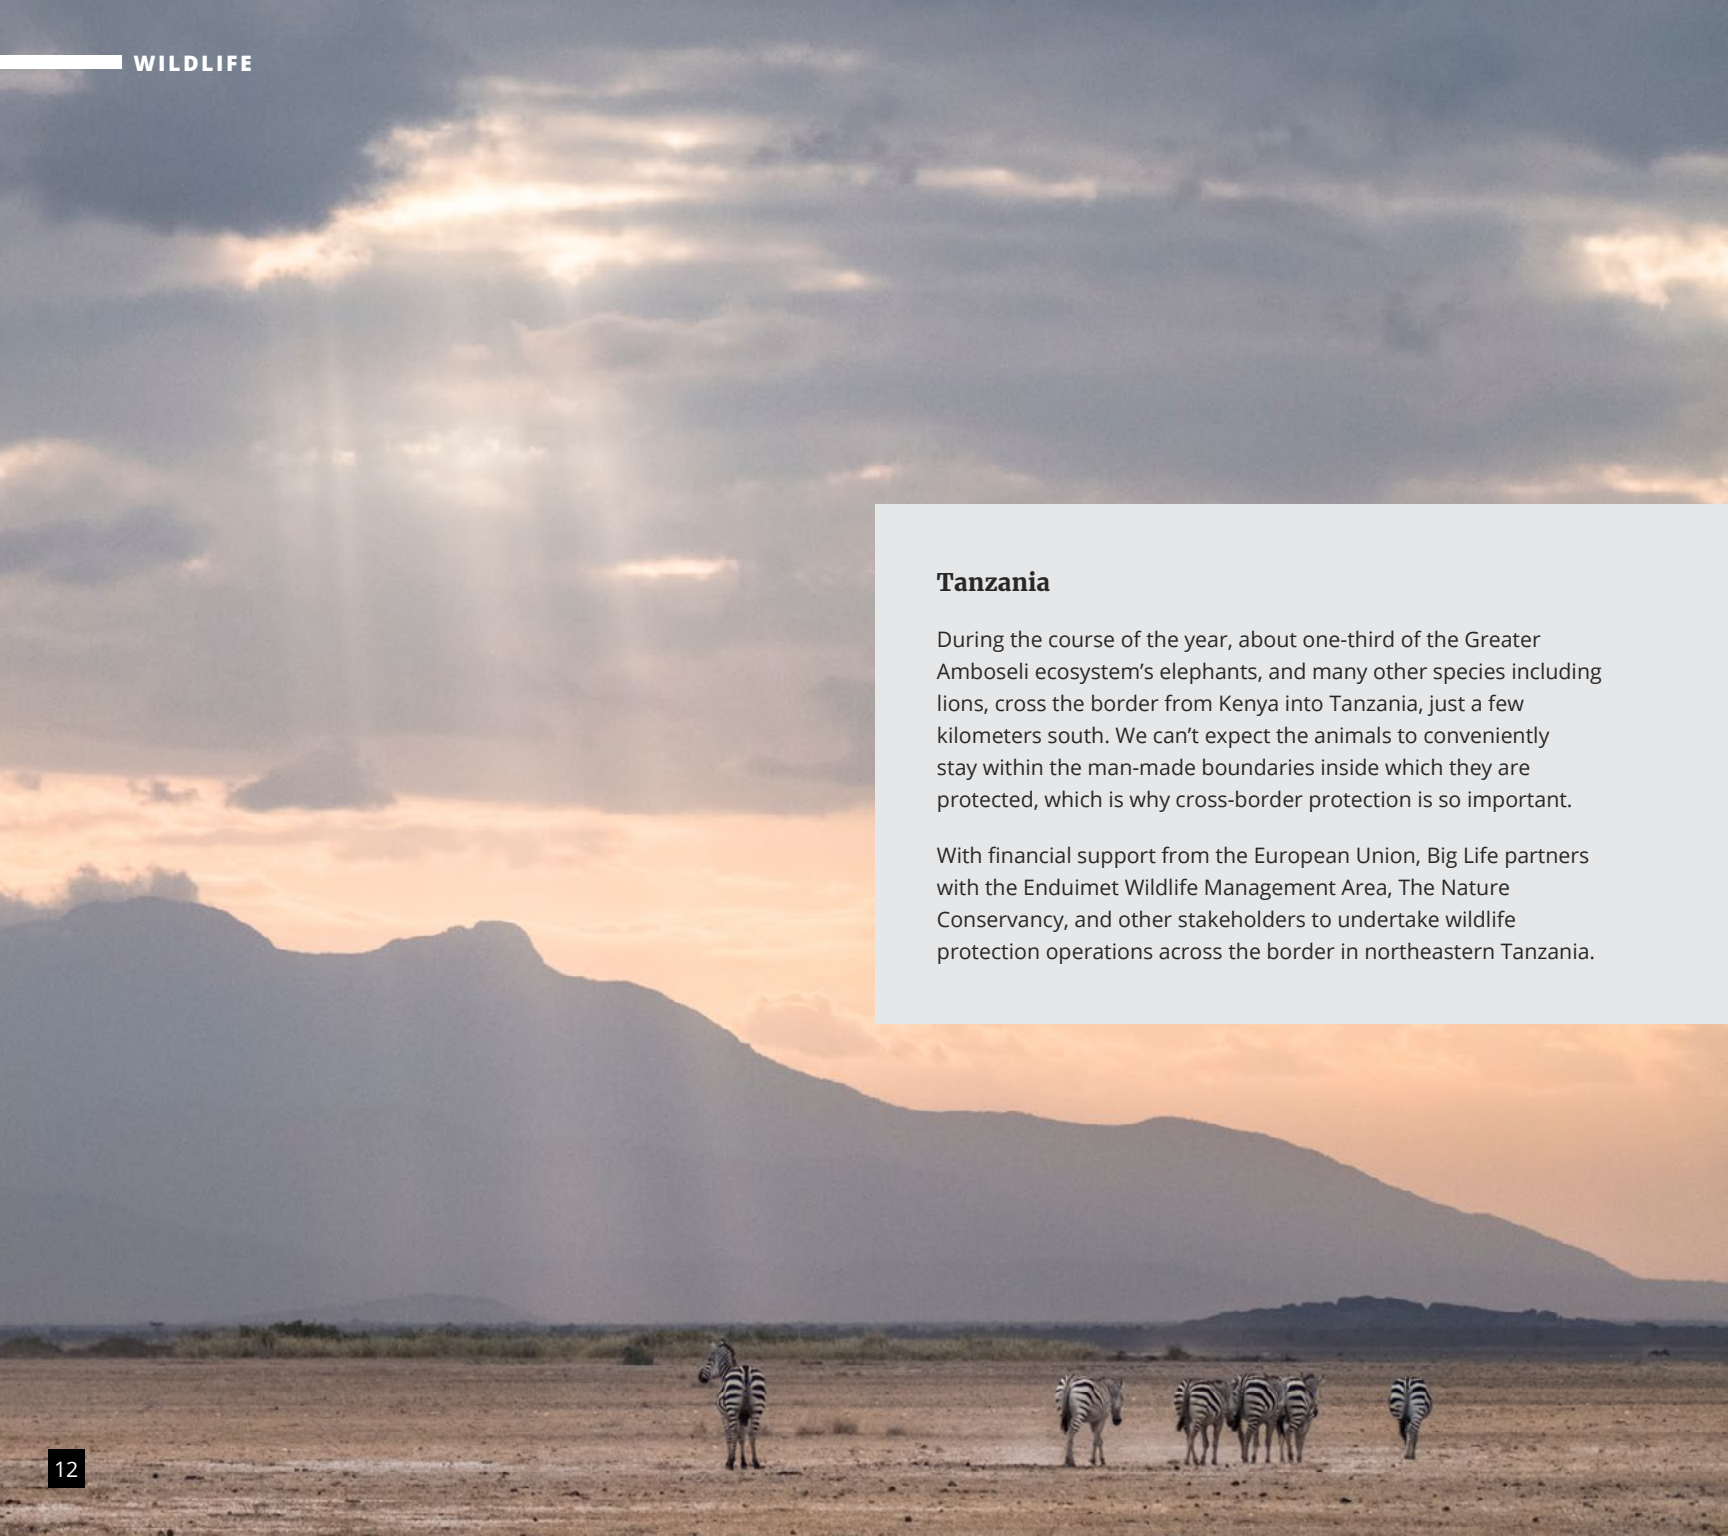 WILDLIFE
Tanzania
During the course of the year, about one-third of the Greater
Amboseli ecosystem’s elephants, and many other species including
lions, cross the border from Kenya into Tanzania, just a few
kilometers south. We can’t expect the animals to conveniently
stay within the man-made boundaries inside which they are
protected, which is why cross-border protection is so important.
With financial support from the European Union, Big Life partners
with the Enduimet Wildlife Management Area, The Nature
Conservancy, and other stakeholders to undertake wildlife
protection operations across the border in northeastern Tanzania.
12